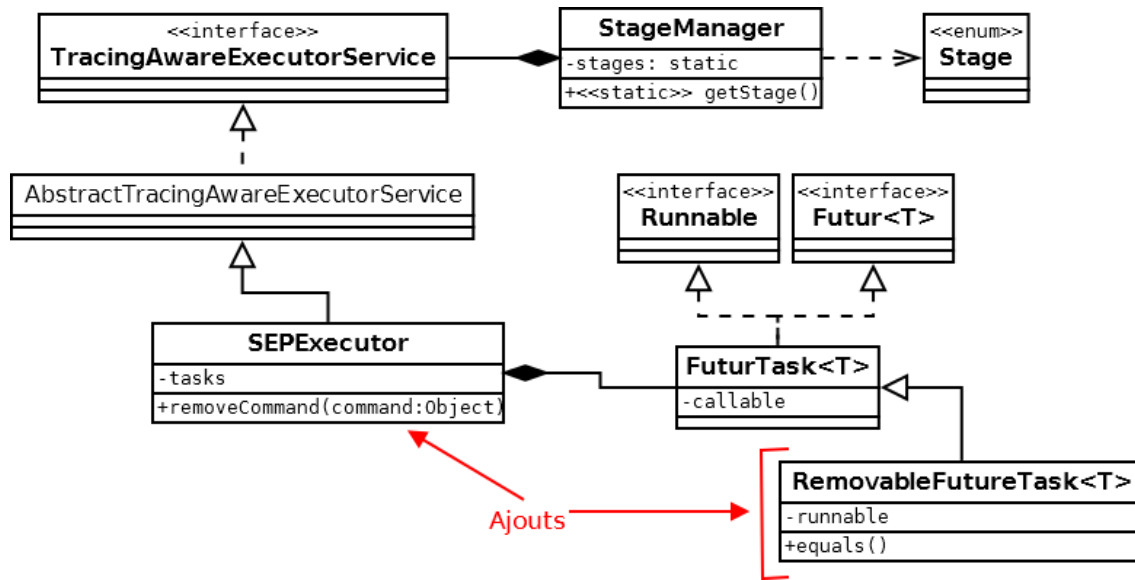 <<interface>>
TracingAwareExecutorService
StageManager
-stages: static
+<<static>> getStage()
<<enum>>
Stage
AbstractTracingAwareExecutorService
<<interface>>
Runnable
<<interface>>
Futur<T>
SEPExecutor
-tasks
+removeCommand(command:Object)
FuturTask<T>
-callable
Ajouts
RemovableFutureTask<T>
-runnable
+equals()